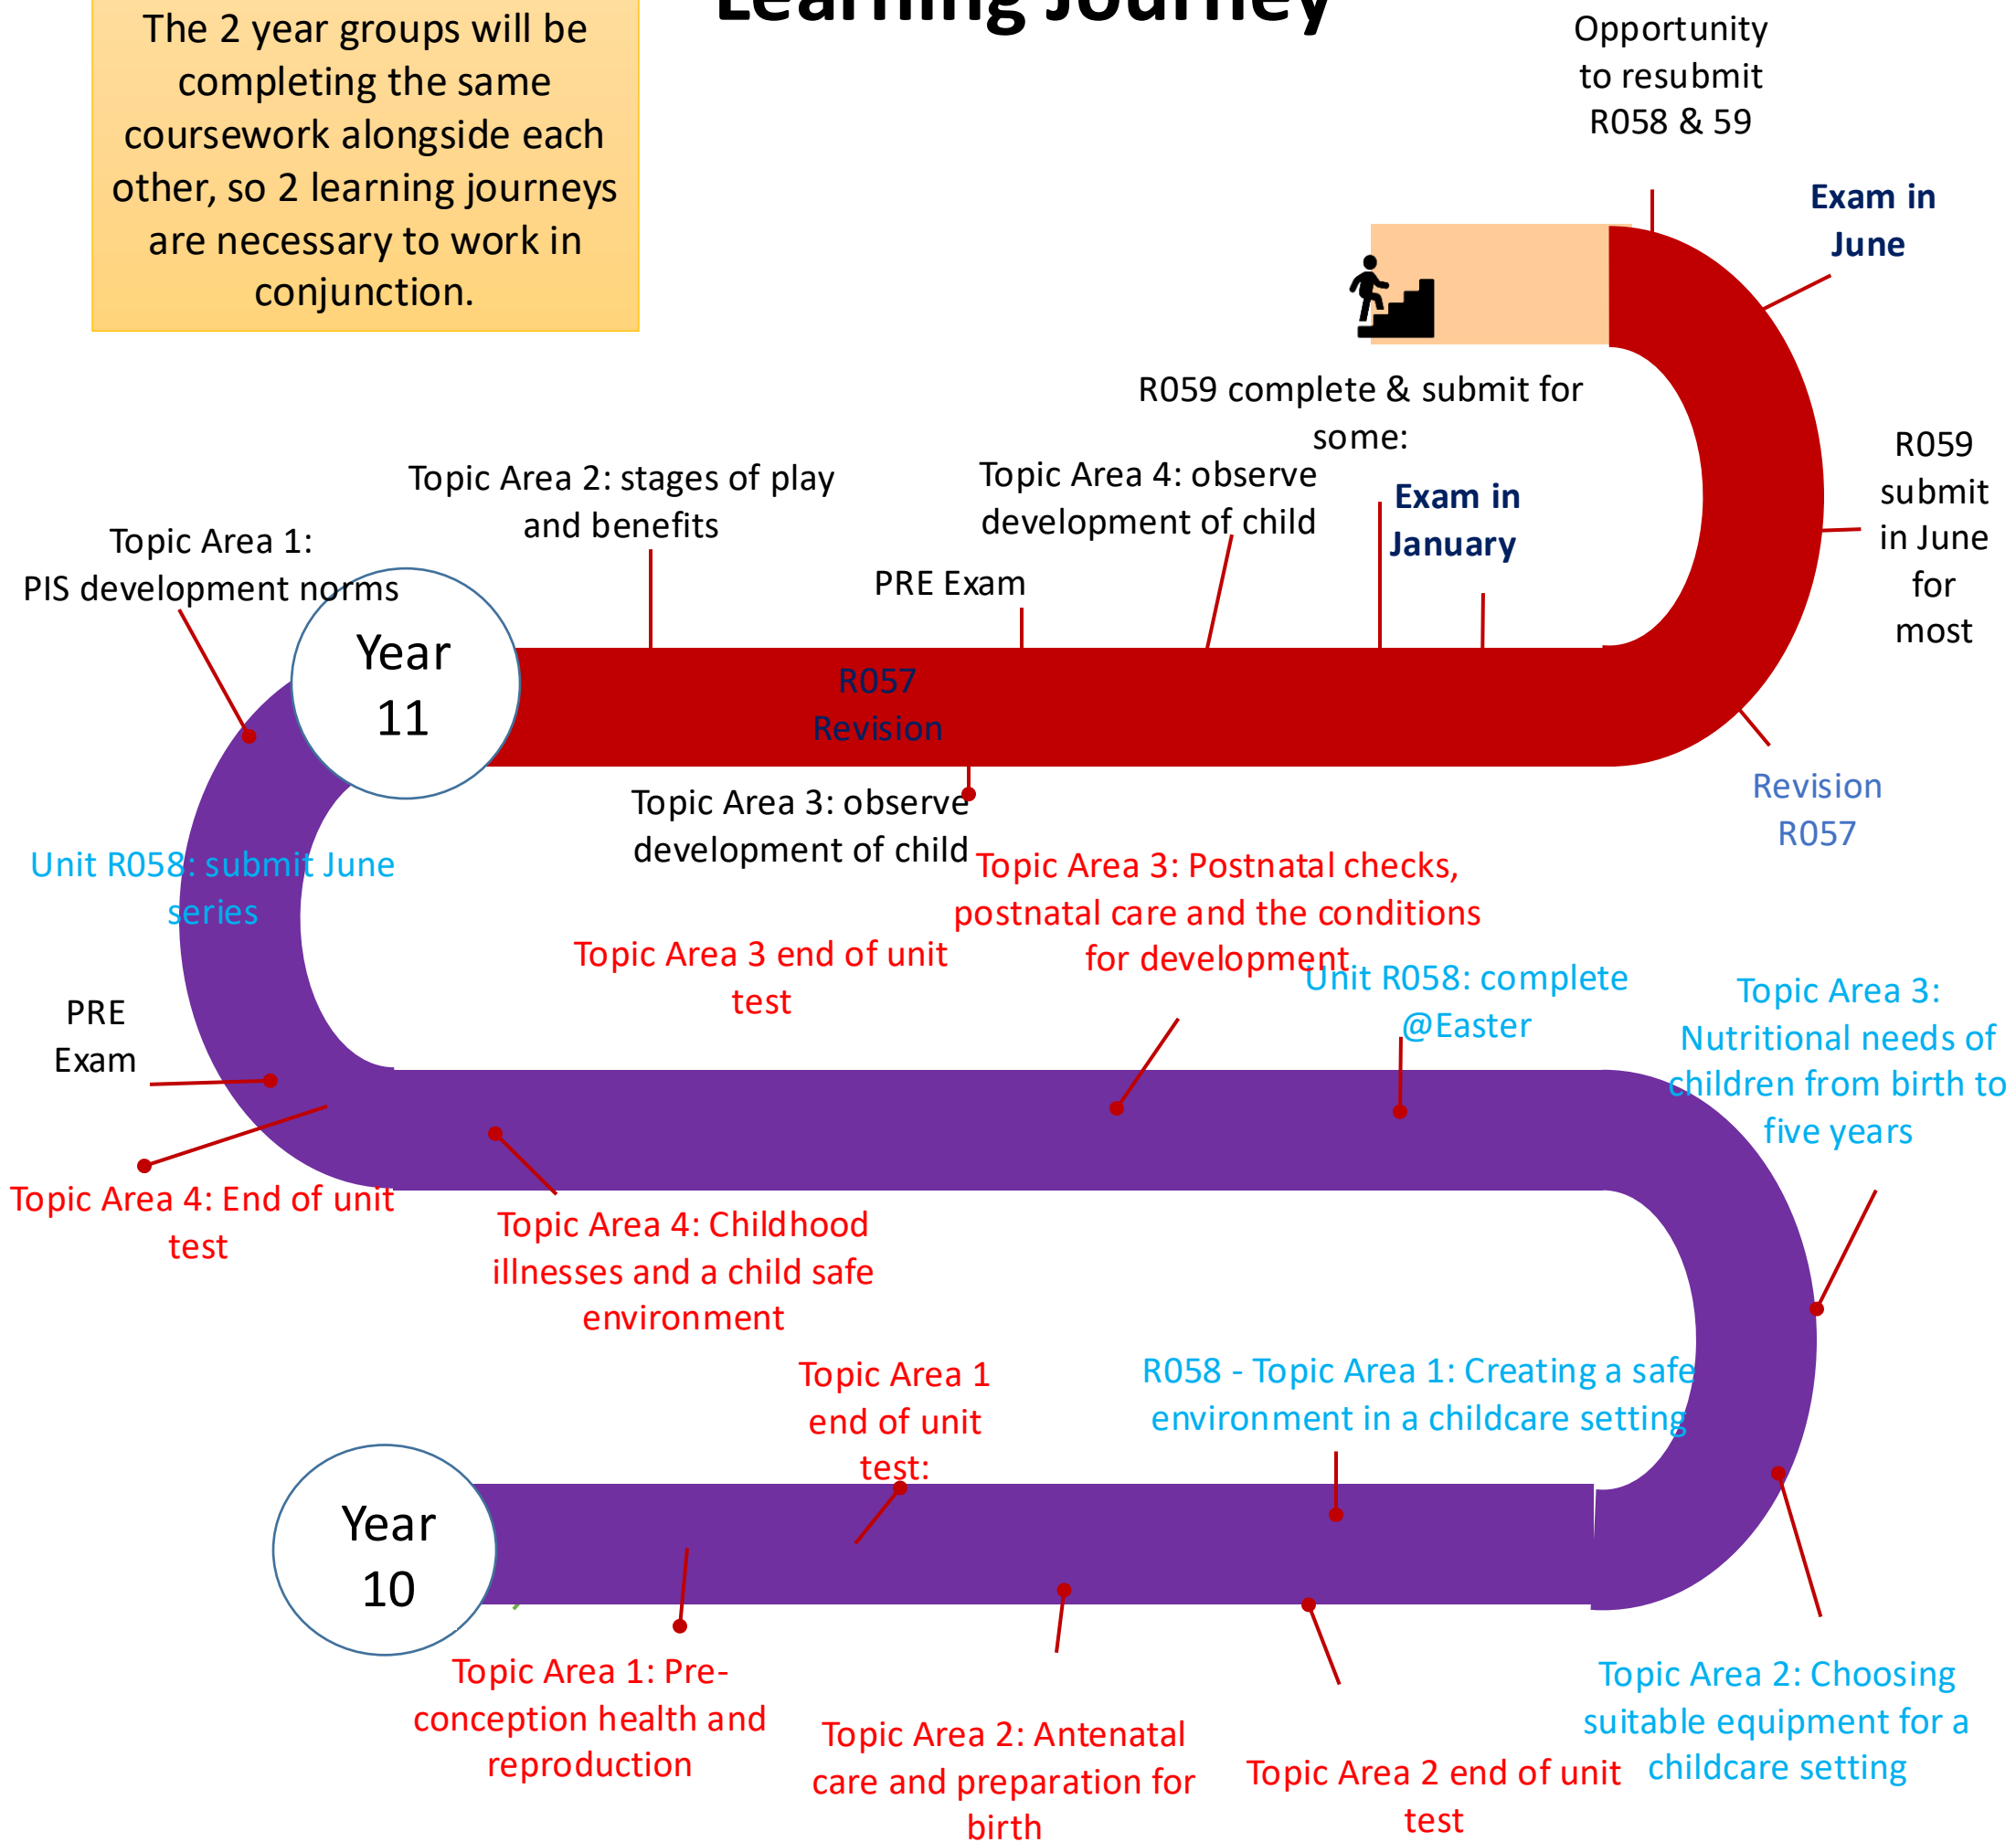 Learning Journey
The 2 year groups will be
completing the same
coursework alongside each
other, so 2 learning journeys
are necessary to work in
conjunction.
Opportunity
to resubmit
R058 & 59
Exam in
June
R059 complete & submit for
some:
R059
submit
in June
for
most
Topic Area 2: stages of play
and benefits
Topic Area 4: observe
development of child
Exam in
January
Topic Area 1:
PIS development norms
PRE Exam
Year
11
R057
Revision
Topic Area 3: observe
development of child
Revision
R057
Unit R058: submit June
series
Topic Area 3: Postnatal checks,
postnatal care and the conditions
for development
Topic Area 3 end of unit
test
Unit R058: complete
@Easter
Topic Area 3:
Nutritional needs of
children from birth to
five years
PRE
Exam
Topic Area 4: End of unit
test
Topic Area 4: Childhood
illnesses and a child safe
environment
Topic Area 1
end of unit
test:
R058 - Topic Area 1: Creating a safe
environment in a childcare setting
Year
10
Topic Area 1: Pre-
conception health and
reproduction
Topic Area 2: Antenatal
care and preparation for
birth
Topic Area 2 end of unit
test
Topic Area 2: Choosing
suitable equipment for a
childcare setting